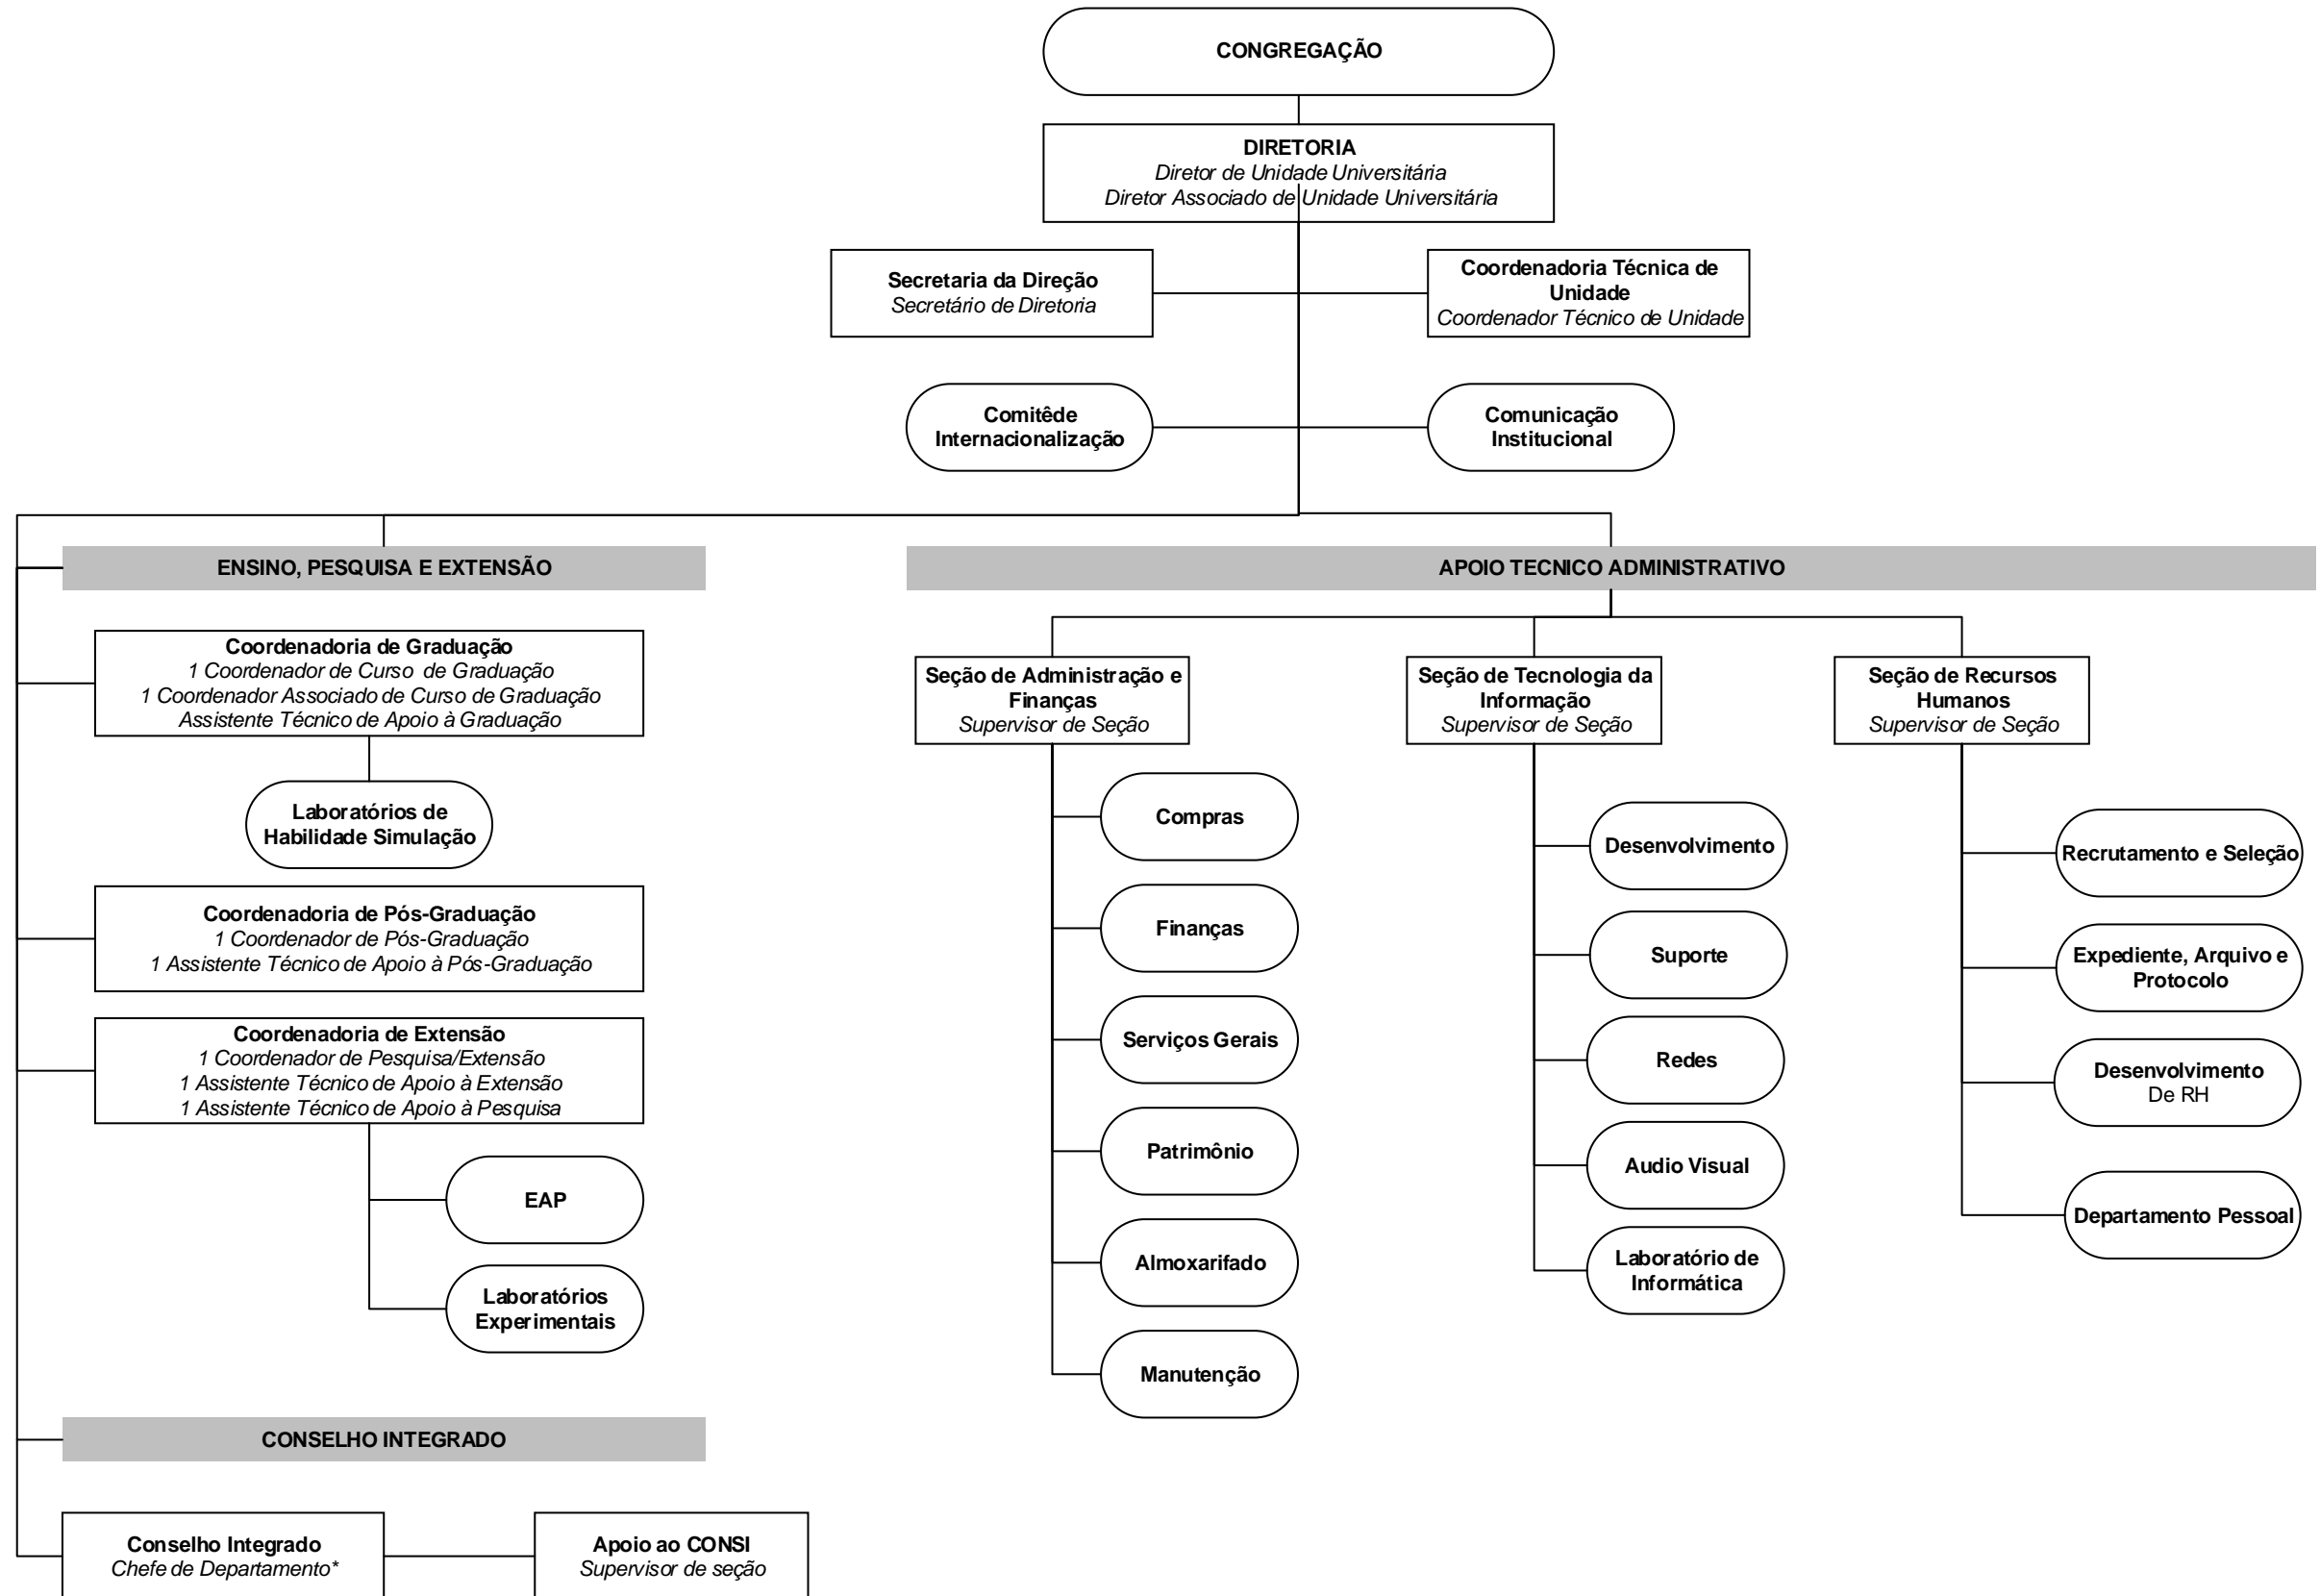 CONGREGAÇÃO
DIRETORIA
Diretor de Unidade Universitária
Diretor Associado de Unidade Universitária
Secretaria da Direção
Secretário de Diretoria
Coordenadoria Técnica de
Unidade
Coordenador Técnico de Unidade
Comitêde
Internacionalização
Comunicação
Institucional
ENSINO, PESQUISA E EXTENSÃO
Coordenadoria de Graduação
1 Coordenador de Curso de Graduação
1 Coordenador Associado de Curso de Graduação
Assistente Técnico de Apoio à Graduação
Laboratórios de
Habilidade Simulação
Coordenadoria de Pós-Graduação
1 Coordenador de Pós-Graduação
1 Assistente Técnico de Apoio à Pós-Graduação
Coordenadoria de Extensão
1 Coordenador de Pesquisa/Extensão
1 Assistente Técnico de Apoio à Extensão
1 Assistente Técnico de Apoio à Pesquisa
EAP
Laboratórios
Experimentais
CONSELHO INTEGRADO
Conselho Integrado
Chefe de Departamento*
Apoio ao CONSI
Supervisor de seção
APOIO TECNICO ADMINISTRATIVO
Seção de Administração e
Finanças
Supervisor de Seção
Compras
Finanças
Serviços Gerais
Patrimônio
Almoxarifado
Manutenção
Seção de Tecnologia da
Informação
Supervisor de Seção
Desenvolvimento
Suporte
Redes
Audio Visual
Laboratório de
Informática
Seção de Recursos
Humanos
Supervisor de Seção
Recrutamento e Seleção
Expediente, Arquivo e
Protocolo
Desenvolvimento
De RH
Departamento Pessoal